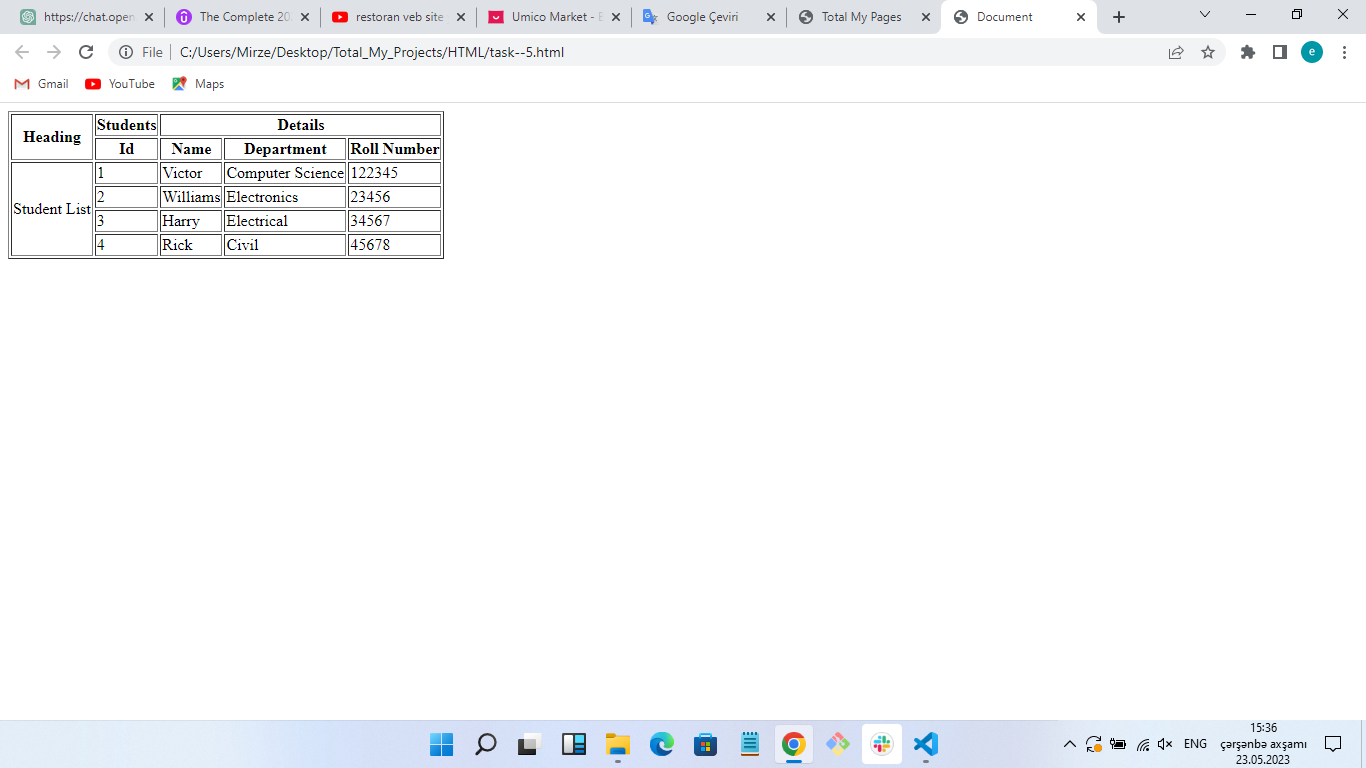 https://chat.open
The Complete 20
restoran veb site
Umico Market - E
Google Çeviri
Total My Pages
Document
File
C:/Users/Mirze/Desktop/Total_My_Projects/HTML/task--5.html
e
Gmail
YouTube
Maps
Heading Students Details
Id Name Department Roll Number
Student List
1 Victor Computer Science 122345
2 Williams Electronics 23456
3 Harry Electrical 34567
4 Rick Civil 45678
ENG
15:36
çərşənbə axşamı
23.05.2023